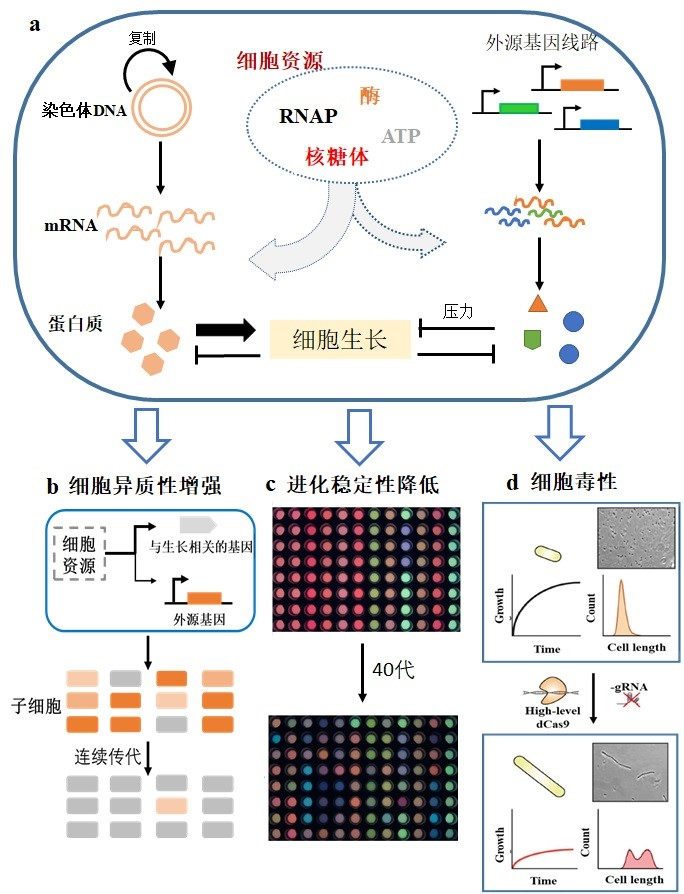 a
复制
染色体DNA
mRNA
蛋白质
细胞资源
酶
RNAP
ATP
核糖体
外源基因线路
压力
细胞生长
b 细胞异质性增强
细胞
资源
与生长相关的基因
外源基因
子细胞
连续传代
c 进化稳定性降低
40代
d 细胞毒性
Growth
Time
Count
Cell length
High-level
dCas9
-gRNA
Growth
Time
Count
Cell length